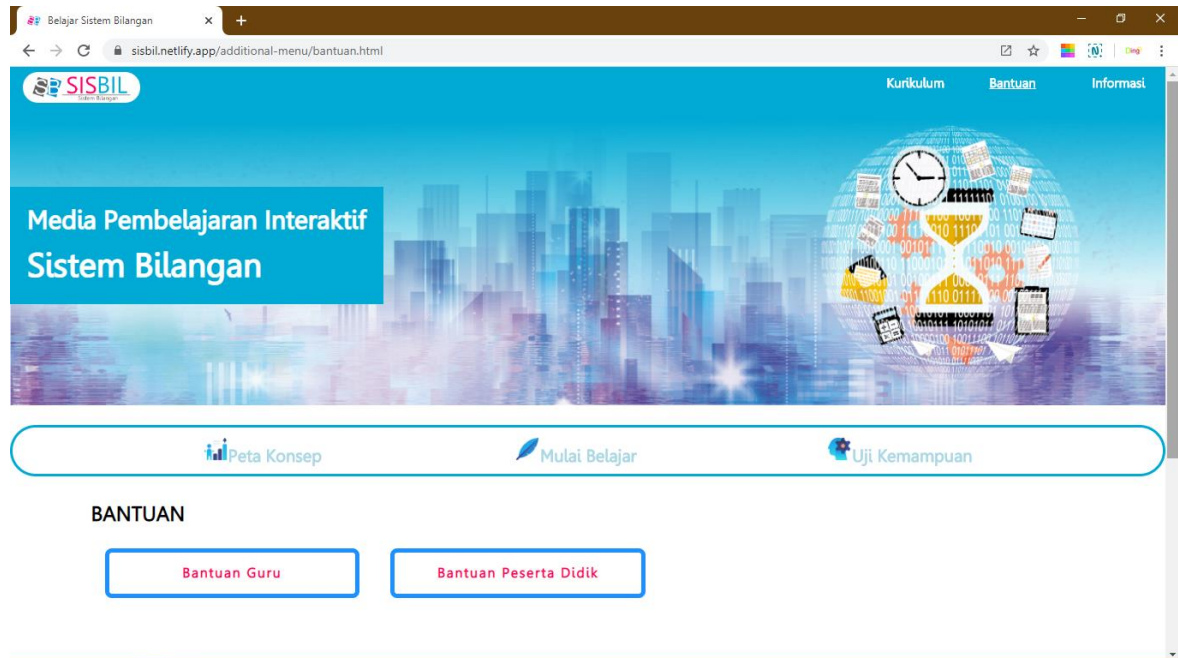 Belajar Sistem Bilangan
sisbil.netlify.app/additional-menu/bantuan.html
SISBIL
Sistem Bilangan
Kurikulum
Bantuan
Informasi
Media Pembelajaran Interaktif
Sistem Bilangan
Peta Konsep
Mulai Belajar
Uji Kemampuan
BANTUAN
Bantuan Guru
Bantuan Peserta Didik